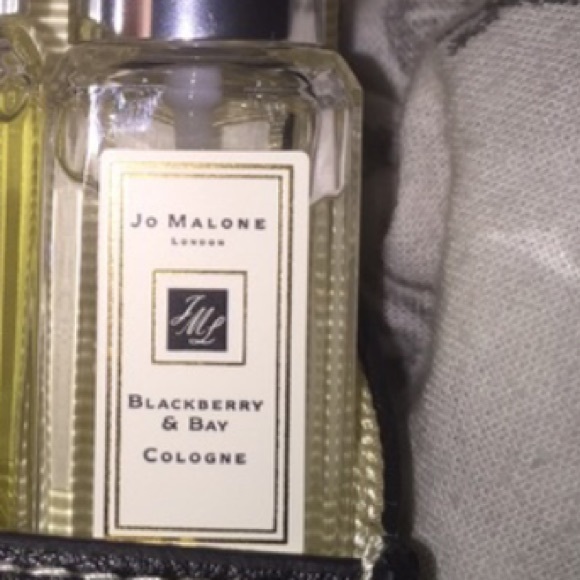 JO MALONE
LONDON
JML
BLACKBERRY
& BAY
COLOGNE